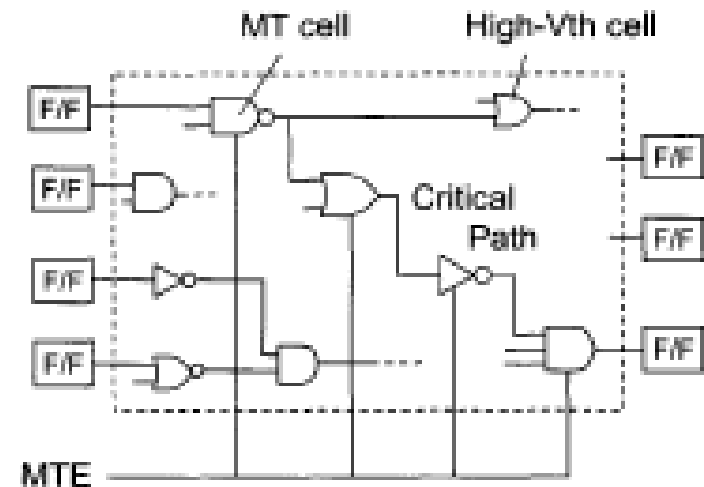 MT cell
High-Vth cell
F/F
F/F
F/F
F/F
Critical
Path
F/F
F/F
F/F
MTE